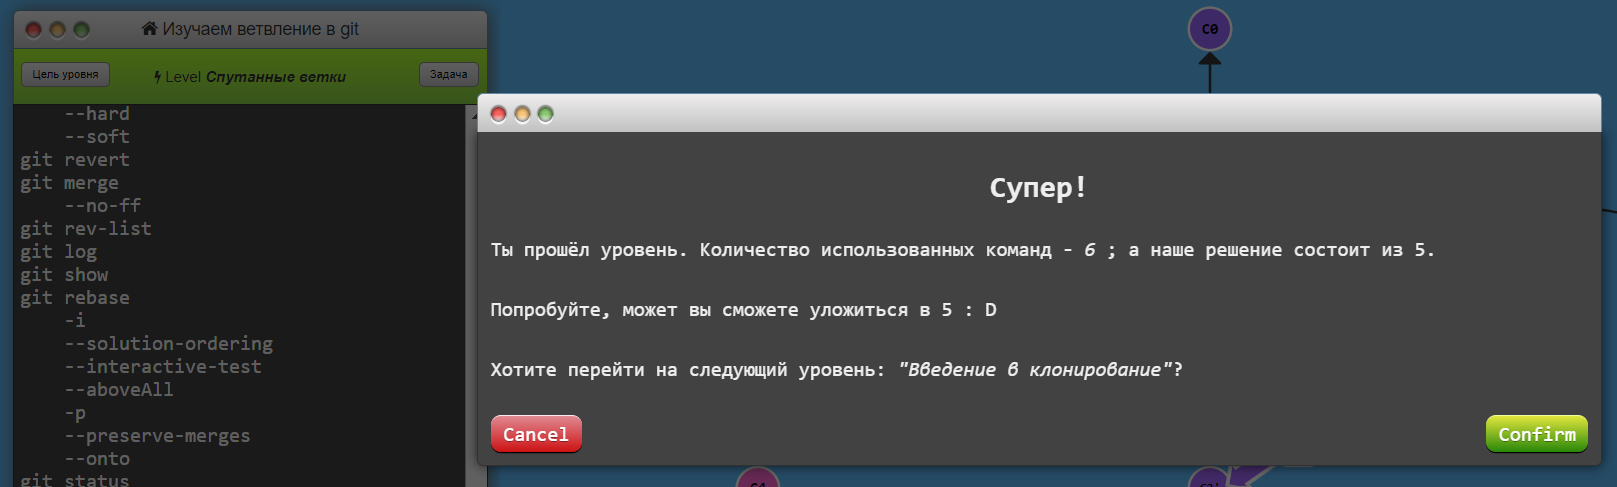 Изучаем ветвление в git
Цель уровня
Level Спутанные ветки
Задача
--hard
--soft
git revert
git merge
--no-ff
git rev-list
git log
git show
git rebase
-i
--solution-ordering
--interactive-test
--aboveAll
-p
--preserve-merges
--onto
git status
C0
Супер!
Ты прошёл уровень. Количество использованных команд - 6 ; а наше решение состоит из 5.
Попробуйте, может вы сможете уложиться в 5 : D
Хотите перейти на следующий уровень: "Введение в клонирование"?
Cancel
Confirm